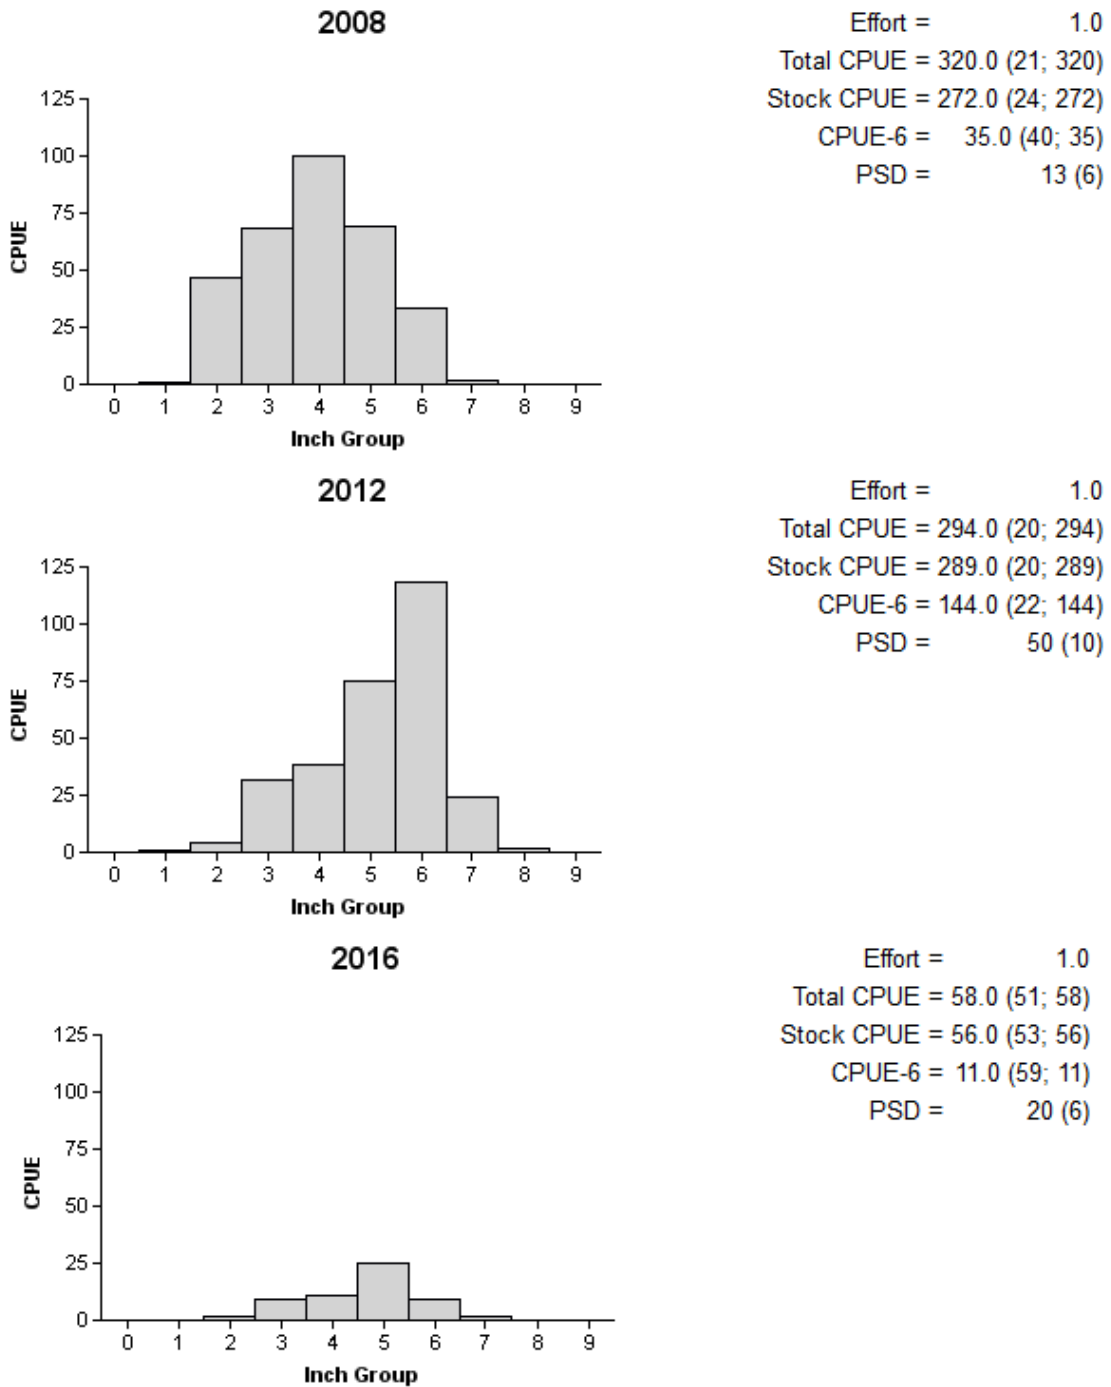 2008
Effort = 1.0
Total CPUE = 320.0 (21; 320)
Stock CPUE = 272.0 (24; 272)
CPUE-6 = 35.0 (40; 35)
PSD = 13 (6)
125
100
75
50
25
0
CPUE
0 1 2 3 4 5 6 7 8 9
Inch Group
2012
Effort = 1.0
Total CPUE = 294.0 (20; 294)
Stock CPUE = 289.0 (20; 289)
CPUE-6 = 144.0 (22; 144)
PSD = 50 (10)
125
100
75
50
25
0
CPUE
0 1 2 3 4 5 6 7 8 9
Inch Group
2016
Effort = 1.0
Total CPUE = 58.0 (51; 58)
Stock CPUE = 56.0 (53; 56)
CPUE-6 = 11.0 (59; 11)
PSD = 20 (6)
125
100
75
50
25
0
CPUE
0 1 2 3 4 5 6 7 8 9
Inch Group